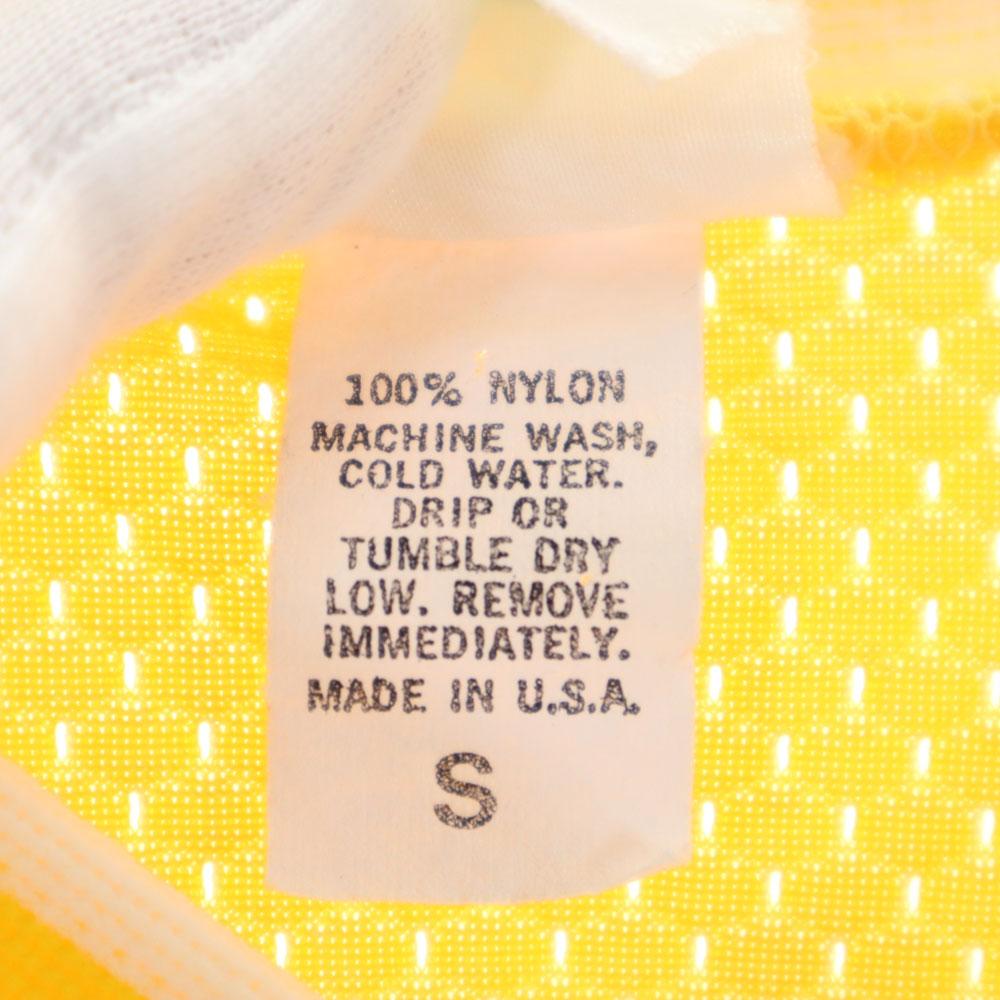 100% NYLON
MACHINE WASH,
COLD WATER.
DRIP OR
TUMBLE DRY
LOW. REMOVE
IMMEDIATELY.
MADE IN U.S.A.
S